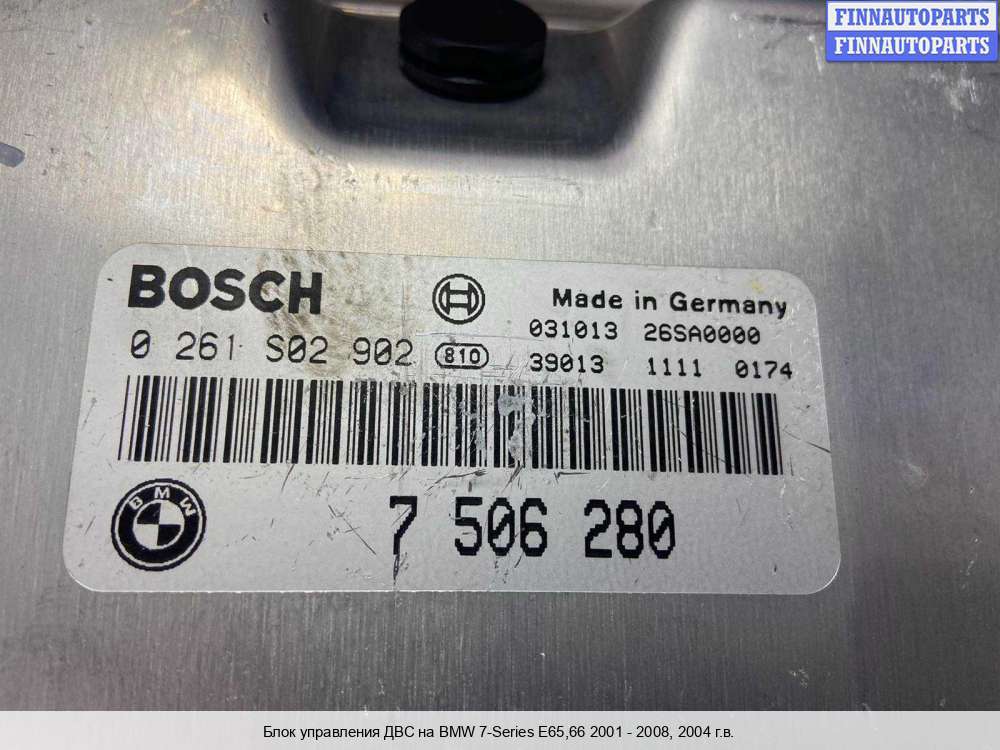 FINNAUTOPARTS
FINNAUTOPARTS
BOSCH
Made in Germany
0 261 S02 902
810
031013 26SA0000
39013 1111 0174
BMW
7 506 280
Блок управления ДВС на BMW 7-Series E65,66 2001 - 2008, 2004 г.в.